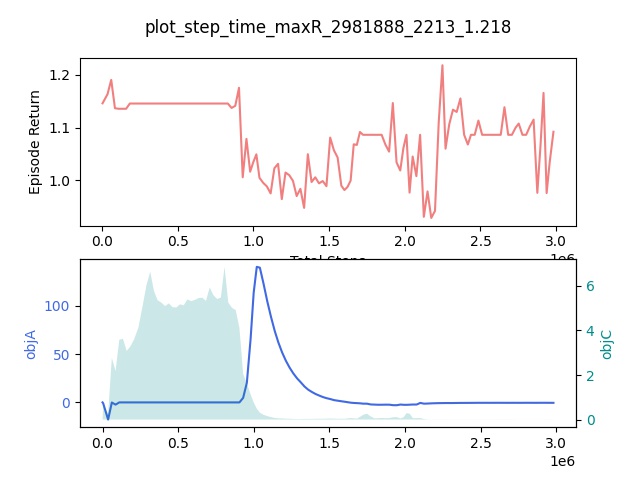 plot_step_time_maxR_2981888_2213_1.218
1.2
1.1
1.0
Episode Return
0.0 0.5 1.0 1.5 2.0 2.5 3.0
Total Steps 1e6
100
50
0
objA
6
4
2
0
objC
0.0 0.5 1.0 1.5 2.0 2.5 3.0
1e6